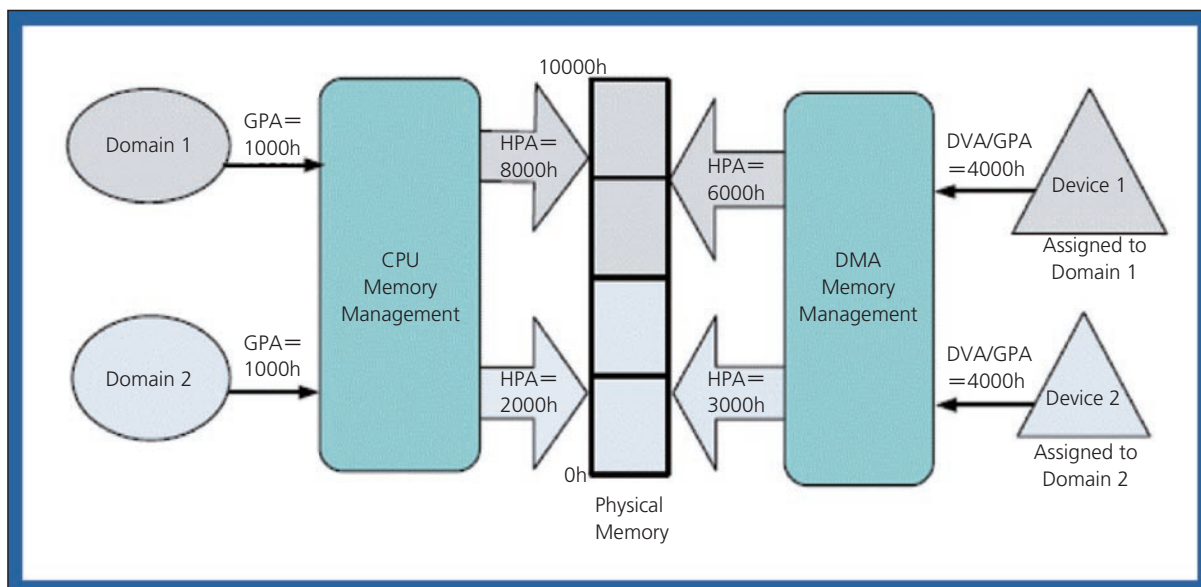 10000h
Domain 1
GPA=
1000h
HPA=
8000h
HPA=
6000h
DVA/GPA
=4000h
Device 1
Assigned to
Domain 1
CPU
Memory
Management
DMA
Memory
Management
Domain 2
GPA=
1000h
HPA=
2000h
HPA=
3000h
DVA/GPA
=4000h
Device 2
Assigned to
Domain 2
0h
Physical
Memory